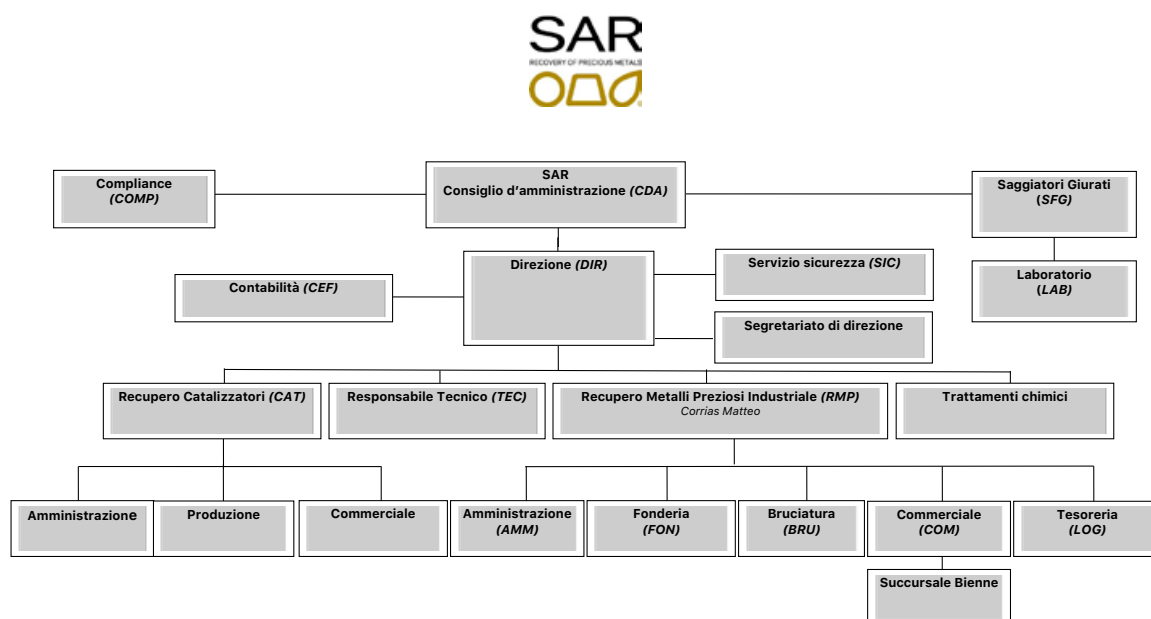 SAR
RECOVERY OF PRECIOUS METALS
SAR
Consiglio d’amministrazione (CDA)
Compliance
(COMP)
Saggiatori Giurati
(SFG)
Direzione (DIR)
Servizio sicurezza (SIC)
Laboratorio
(LAB)
Contabilità (CEF)
Segretariato di direzione
Recupero Catalizzatori (CAT)
Responsabile Tecnico (TEC)
Recupero Metalli Preziosi Industriale (RMP)
Corrias Matteo
Trattamenti chimici
Amministrazione
Produzione
Commerciale
Amministrazione
(AMM)
Fonderia
(FON)
Bruciatura
(BRU)
Commerciale
(COM)
Tesoreria
(LOG)
Succursale Bienne